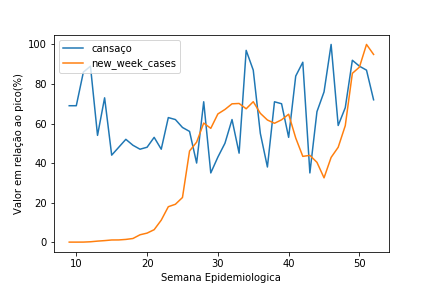 cansaço
new_week_cases
Valor em relação ao pico(%)
100
80
60
40
20
0
10
20
30
40
50
Semana Epidemiologica